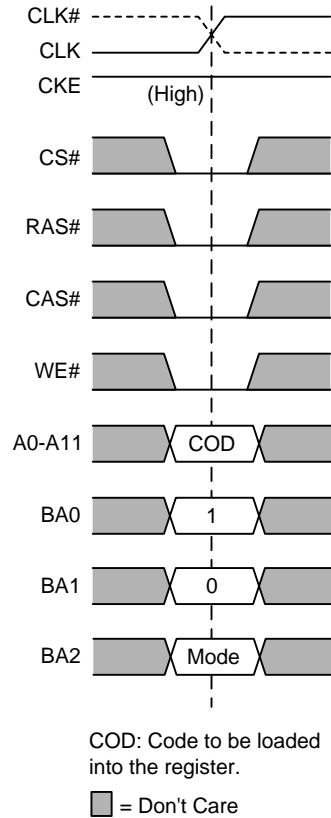 CLK#
CLK
CKE
(High)
CS#
RAS#
CAS#
WE#
A0-A11 COD
BA0 1
BA1 0
BA2 Mode
COD: Code to be loaded
into the register.
= Don't Care